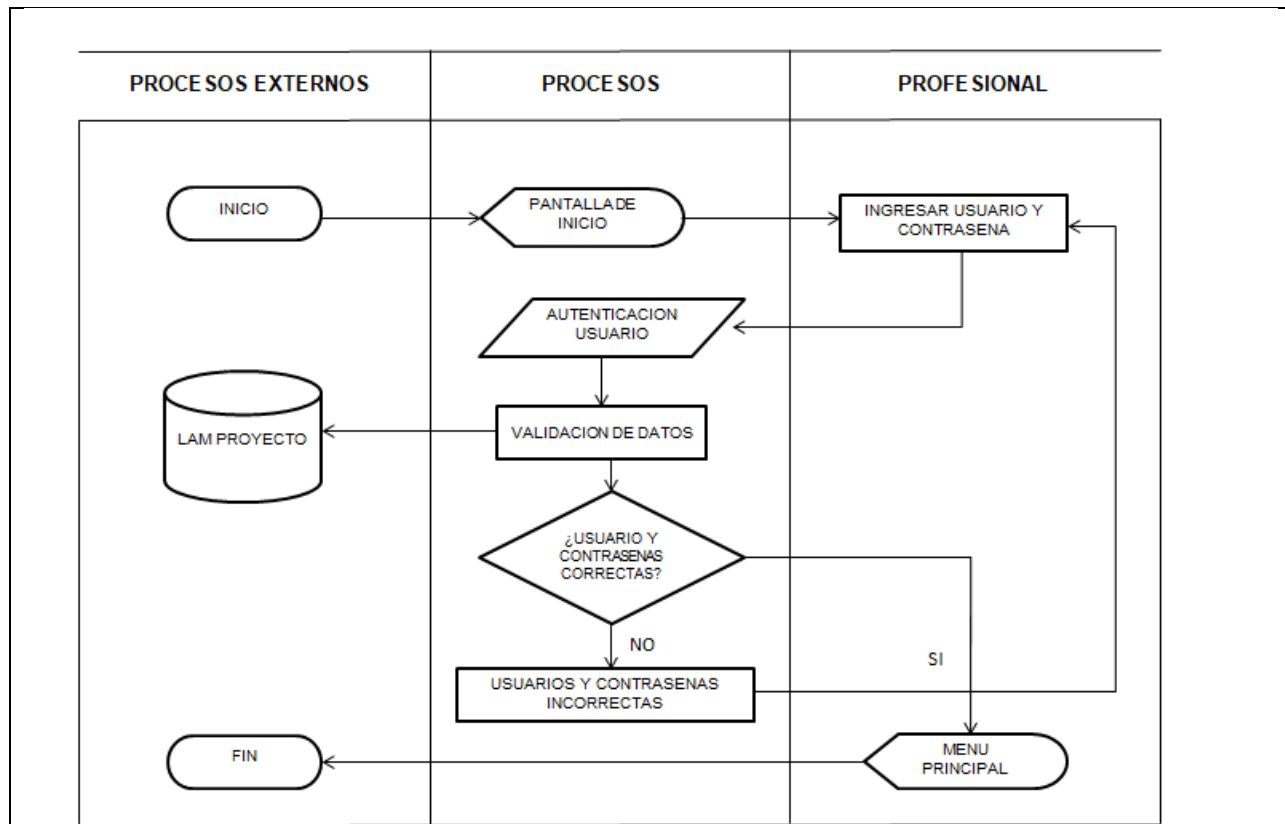 PROCESOS EXTERNOS
PROCESOS
PROFESIONAL
INICIO
PANTALLA DE
INICIO
INGRESAR USUARIO Y
CONTRASENA
AUTENTICACION
USUARIO
LAM PROYECTO
VALIDACION DE DATOS
¿USUARIO Y
CONTRASENAS
CORRECTAS?
NO
SI
USUARIOS Y CONTRASENAS
INCORRECTAS
FIN
MENU
PRINCIPAL